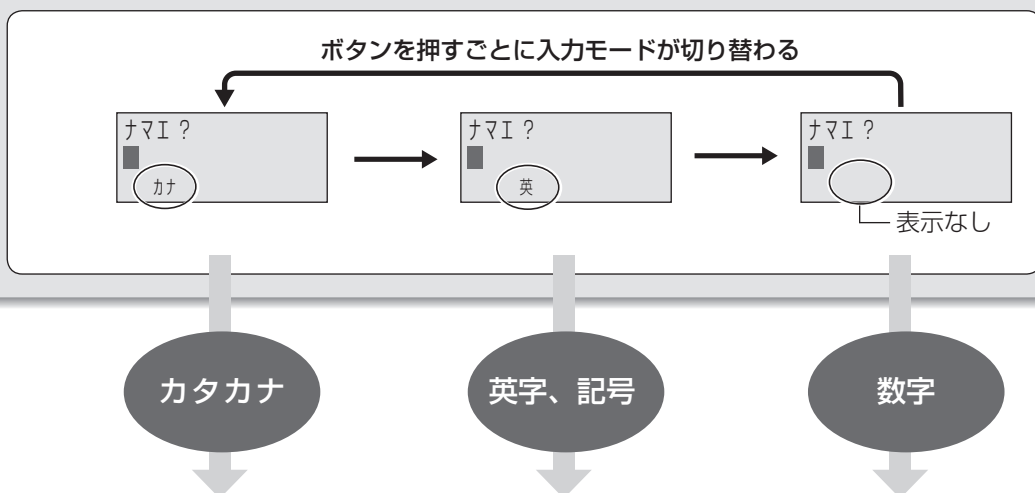 ボタンを押すごとに入力モードが切り替わる
ナマエ？ ナマエ？ ナマエ？
カナ 英
表示なし
カタカナ 英字、記号 数字